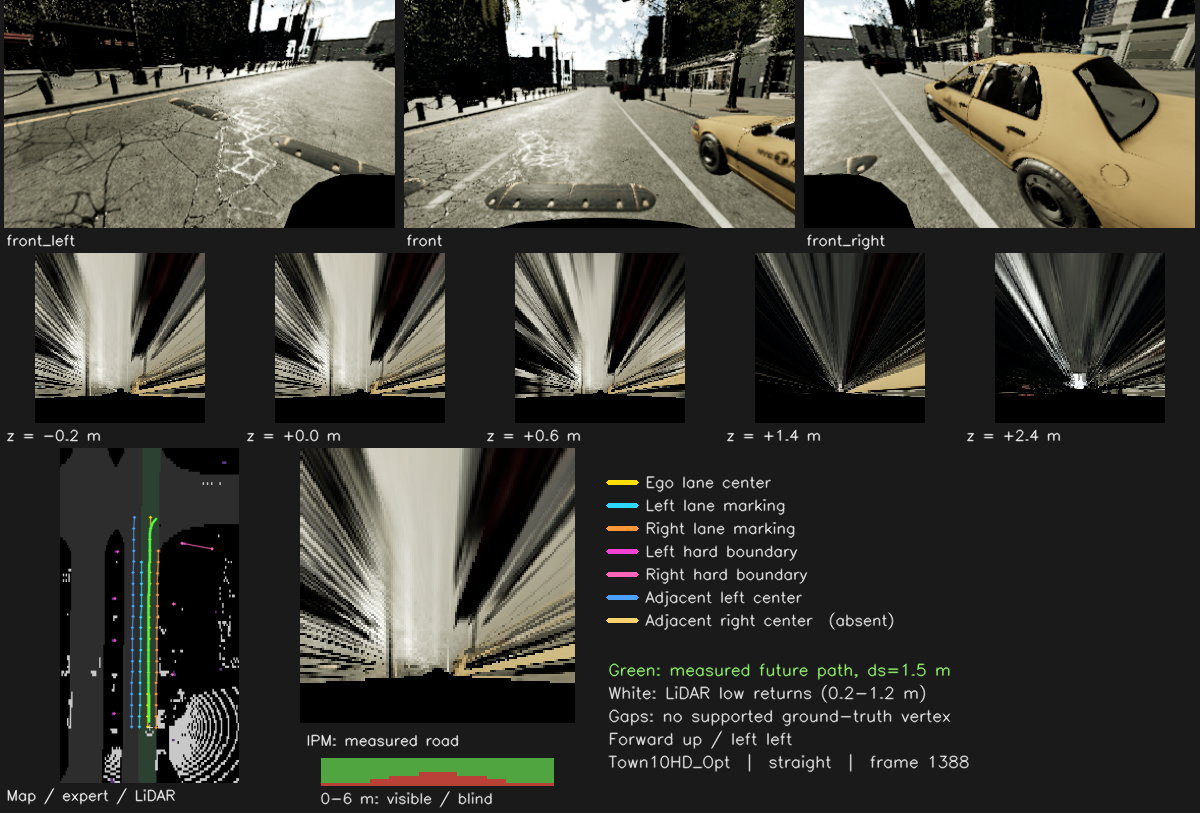 front_left
front
front_right
z = −0.2 m
z = +0.0 m
z = +0.6 m
z = +1.4 m
z = +2.4 m
Ego lane center
Left lane marking
Right lane marking
Left hard boundary
Right hard boundary
Adjacent left center
Adjacent right center (absent)
Green: measured future path, ds=1.5 m
White: LiDAR low returns (0.2−1.2 m)
Gaps: no supported ground−truth vertex
Forward up / left left
Town10HD_Opt | straight | frame 1388
IPM: measured road
0−6 m: visible / blind
Map / expert / LiDAR